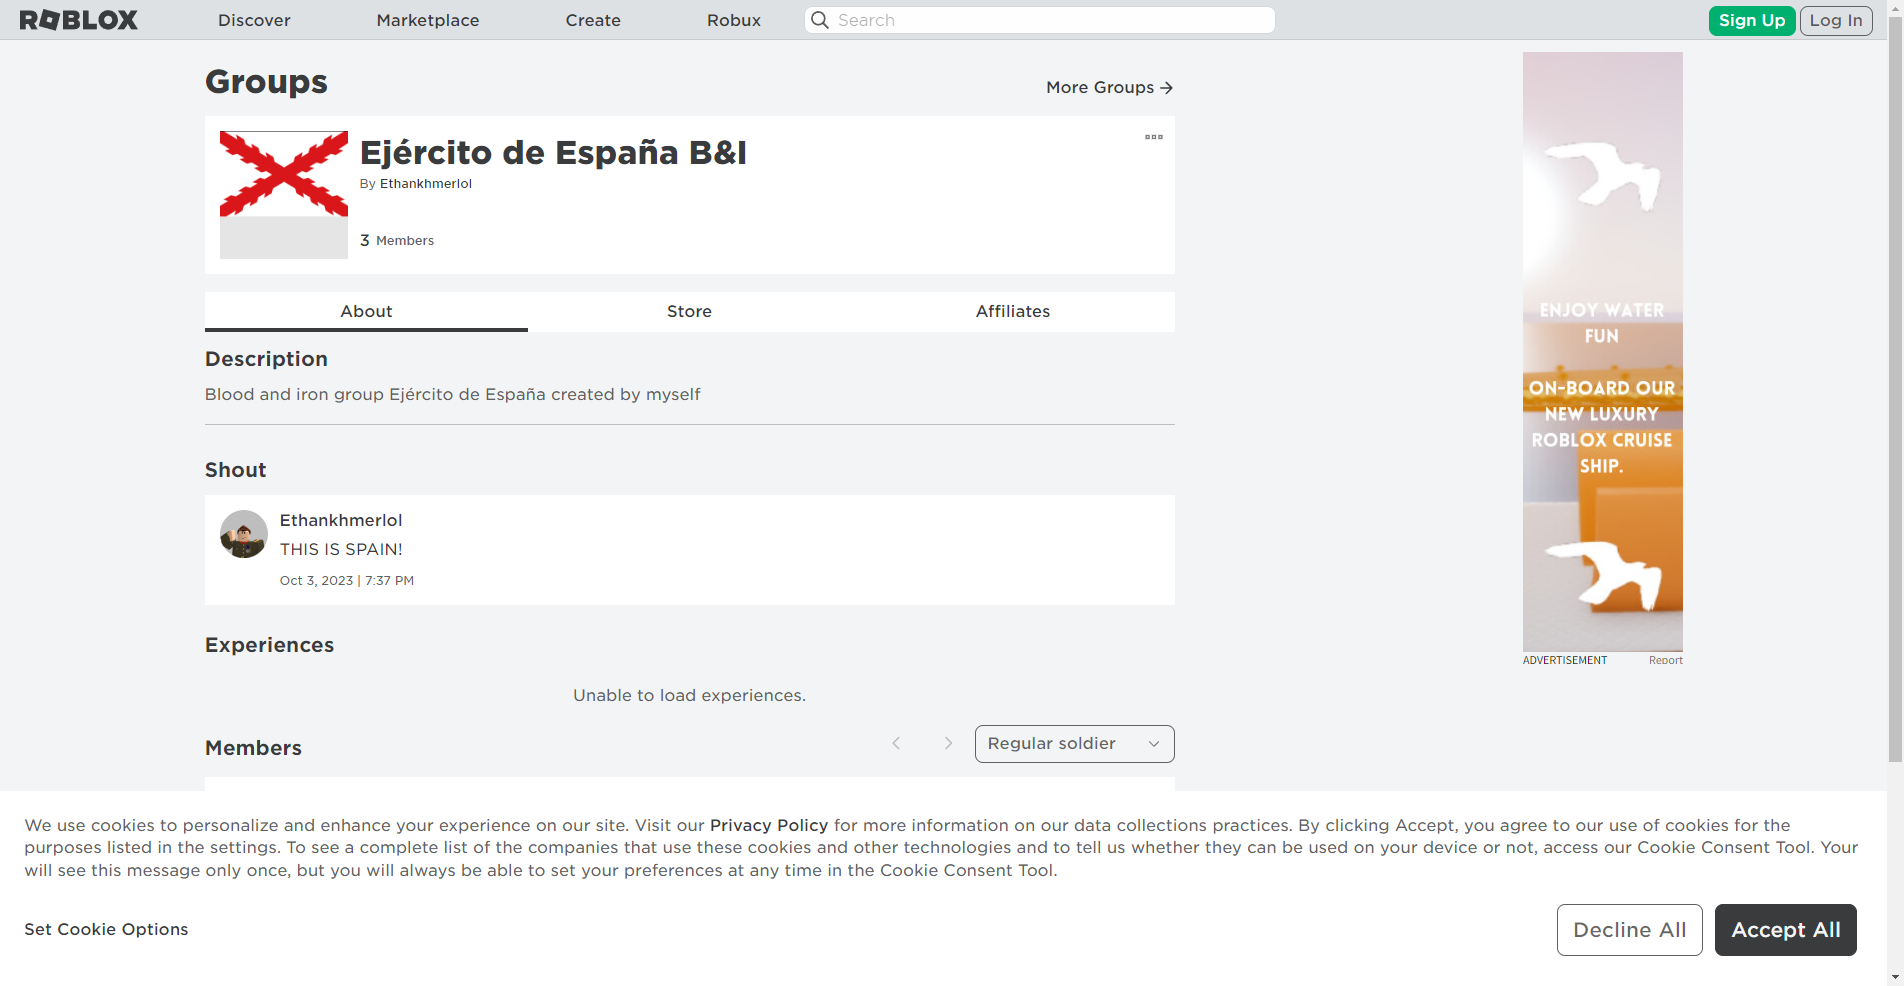 ROBLOX
Discover
Marketplace
Create
Robux
Search
Sign Up
Log In
Groups
More Groups
Ejército de España B&I
By Ethankhmerlol
3 Members
About
Store
Affiliates
Description
Blood and iron group Ejército de España created by myself
Shout
Ethankhmerlol
THIS IS SPAIN!
Oct 3, 2023 | 7:37 PM
Experiences
Unable to load experiences.
Members
Regular soldier
ENJOY WATER
FUN
ON-BOARD OUR
NEW LUXURY
ROBLOX CRUISE
SHIP.
ADVERTISEMENT
Report
We use cookies to personalize and enhance your experience on our site. Visit our Privacy Policy for more information on our data collections practices. By clicking Accept, you agree to our use of cookies for the
purposes listed in the settings. To see a complete list of the companies that use these cookies and other technologies and to tell us whether they can be used on your device or not, access our Cookie Consent Tool. Your
will see this message only once, but you will always be able to set your preferences at any time in the Cookie Consent Tool.
Set Cookie Options
Decline All
Accept All